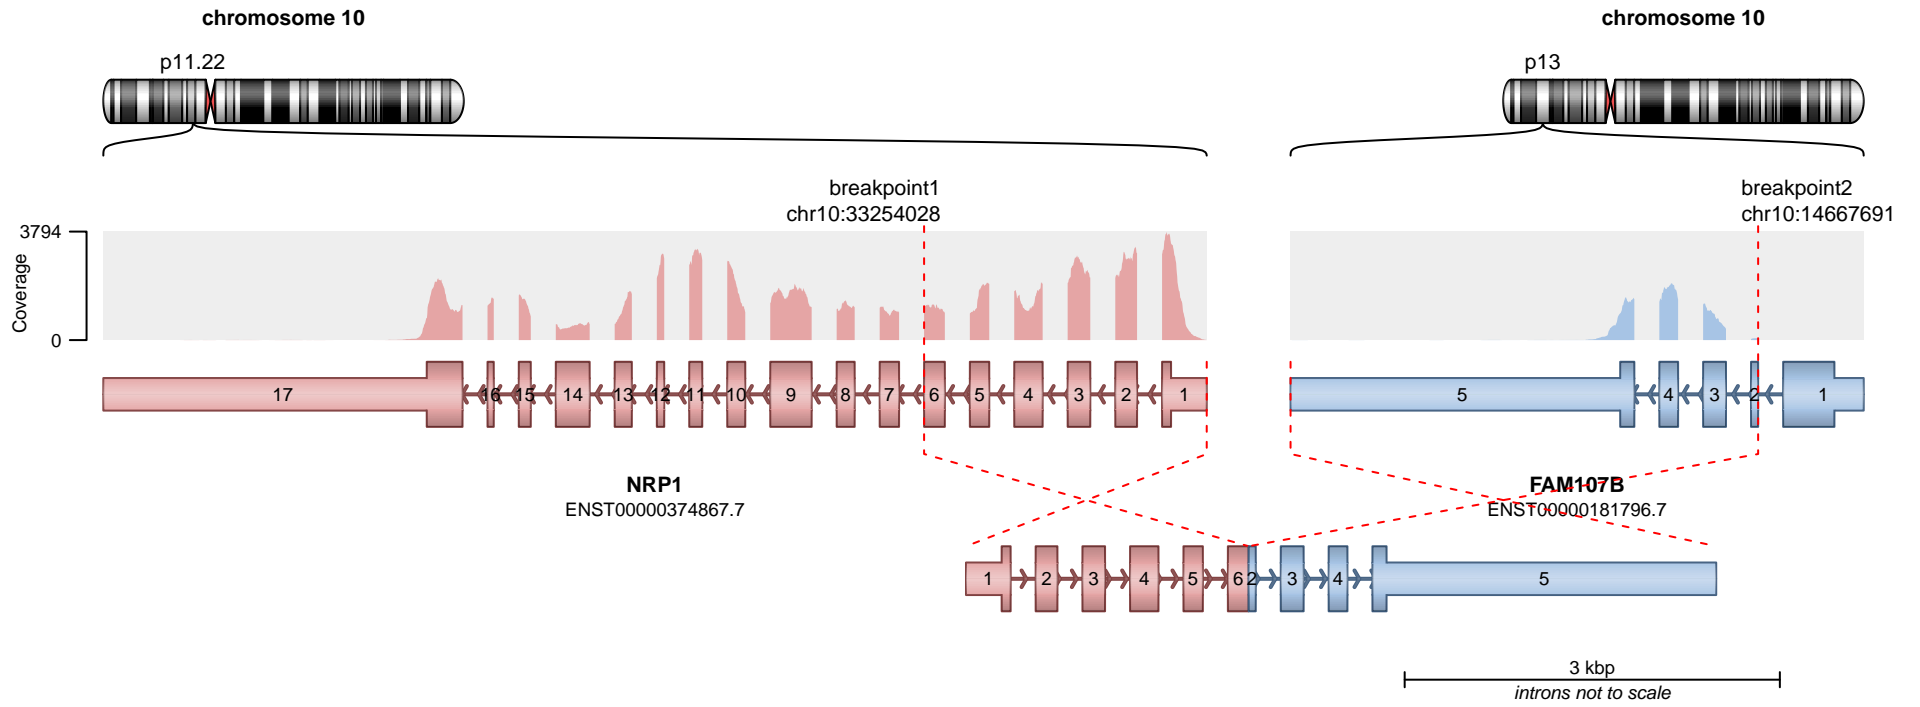 chromosome 10
chromosome 10
p11.22
p13
breakpoint1
chr10:33254028
breakpoint2
chr10:14667691
3794
Coverage
0
17 16 15 14 13 12 11 10 9 8 7 6 5 4 3 2 1
5 4 3 2 1
NRP1
ENST00000374867.7
FAM107B
ENST00000181796.7
1 2 3 4 5 6 2 3 4 5
3 kbp
introns not to scale